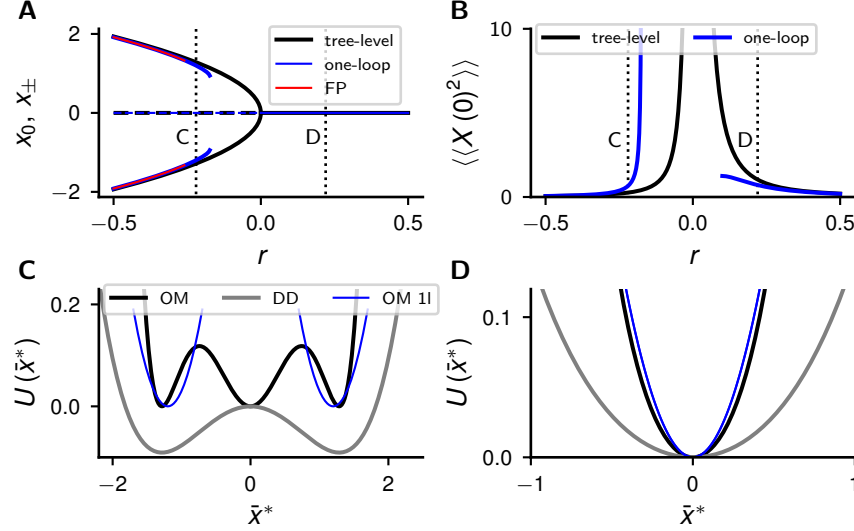 A
2
0
−2
x₀, x±
tree-level
one-loop
FP
C
D
−0.5
0.0
0.5
r
B
10
0
⟨⟨X (0)²⟩⟩
tree-level
one-loop
C
D
−0.5
0.0
0.5
r
C
0.2
0.0
U (x̄*)
OM
DD
OM 1l
−2
0
2
x̄*
D
0.1
0.0
U (x̄*)
−1
0
1
x̄*